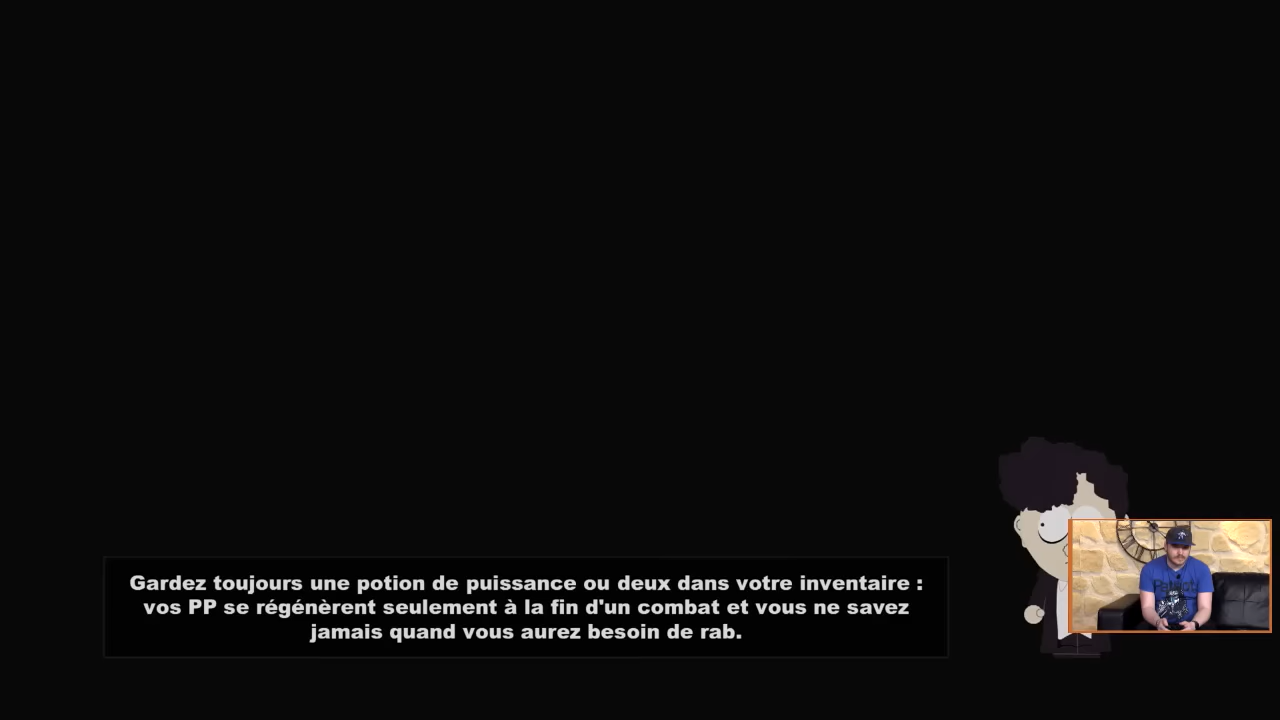 Gardez toujours une potion de puissance ou deux dans votre inventaire :
vos PP se régénèrent seulement à la fin d'un combat et vous ne savez
jamais quand vous aurez besoin de rab.